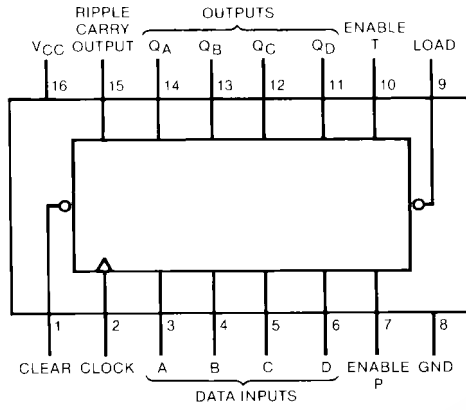 RIPPLE CARRY OUTPUT
OUTPUTS
VCC
QA QB QC QD
ENABLE T
LOAD
16 15 14 13 12 11 10 9
1 2 3 4 5 6 7 8
CLEAR CLOCK A B C D ENABLE P GND
DATA INPUTS